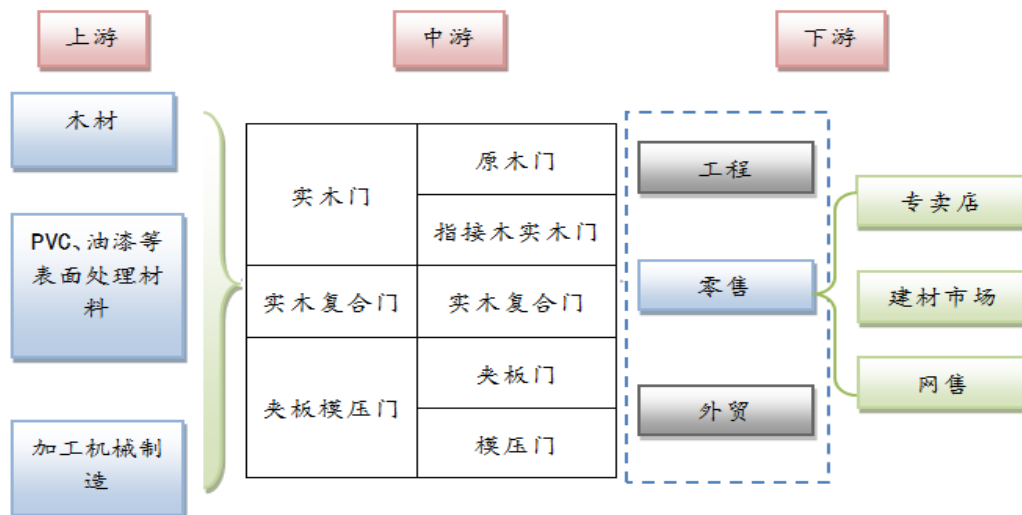 上游
中游
下游
木材
PVC、油漆等
表面处理材
料
加工机械制
造
实木门
原木门
指接木实木门
实木复合门
实木复合门
夹板模压门
夹板门
模压门
工程
零售
外贸
专卖店
建材市场
网售